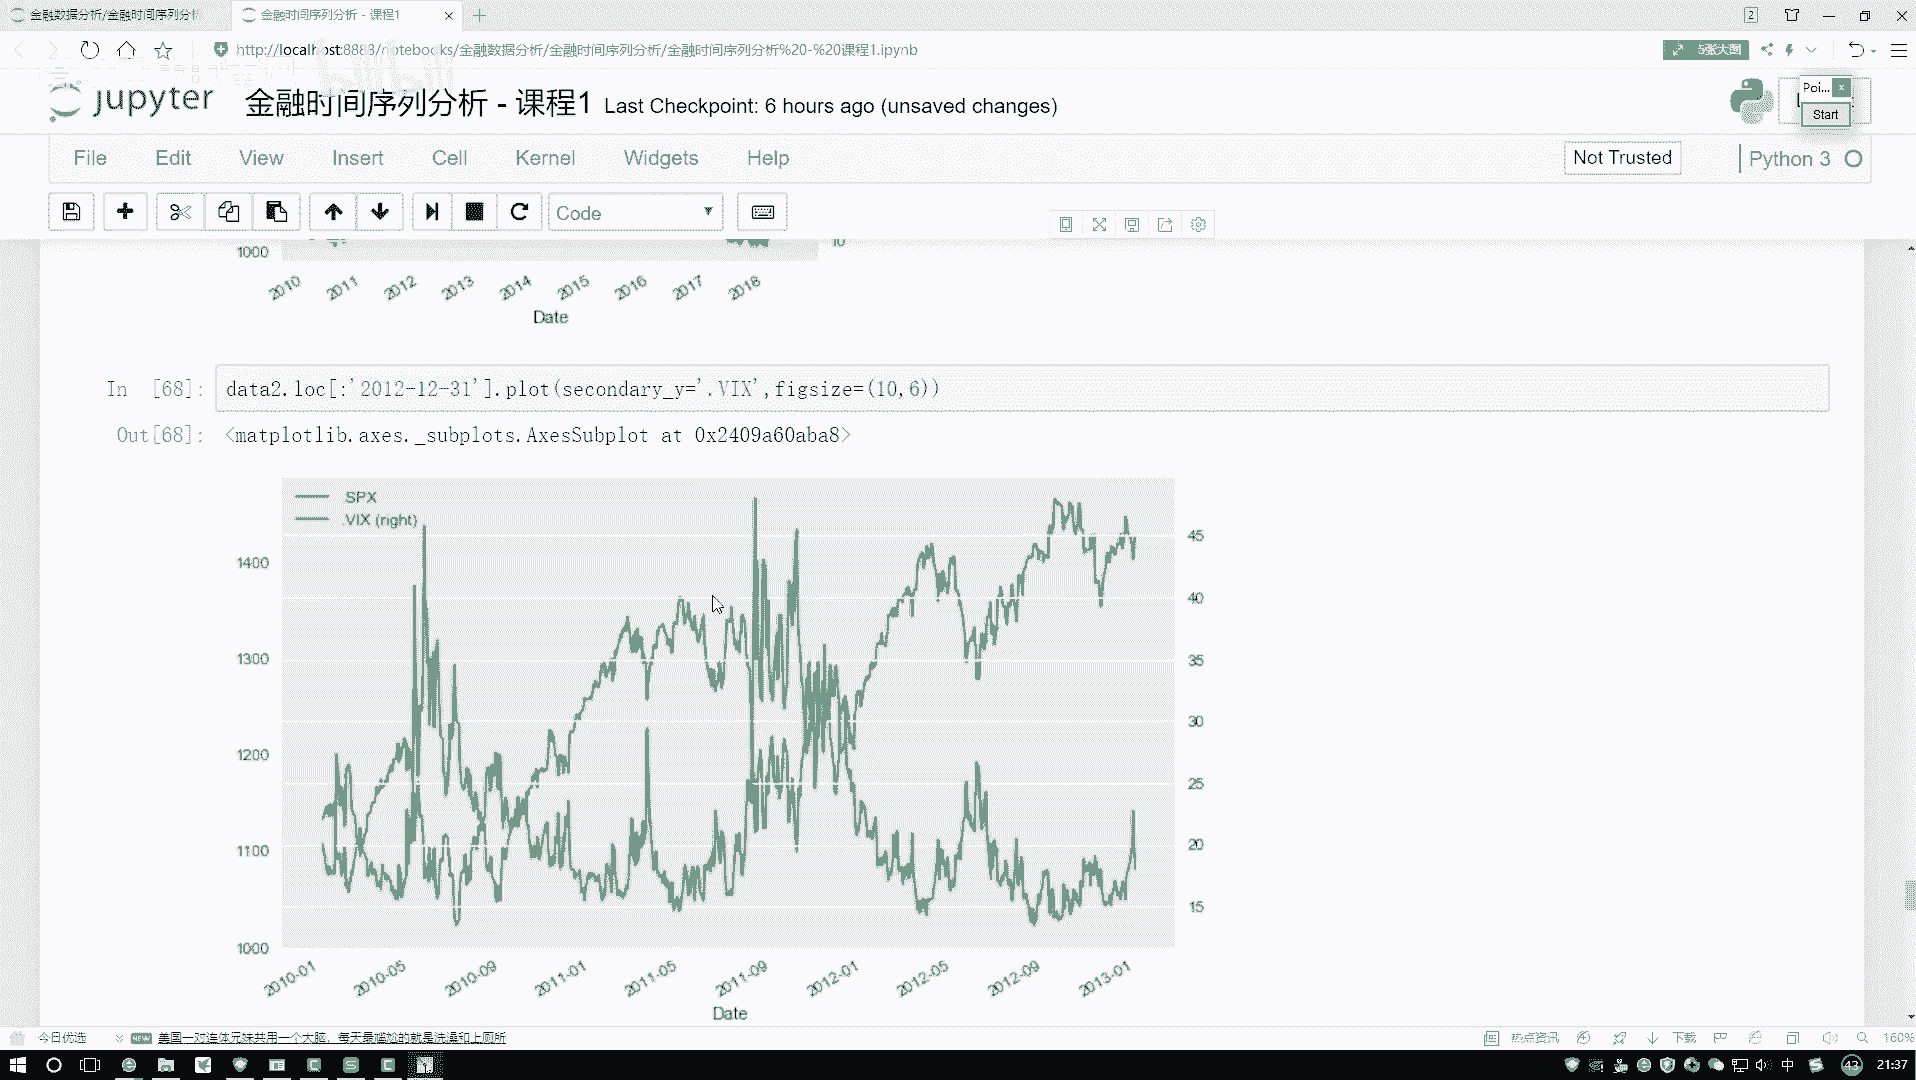 金融数据分析/金融时间序列分析
金融时间序列分析 - 课程1
2
http://localhost:8888/notebooks/金融数据分析/金融时间序列分析/金融时间序列分析%20-%20课程1.ipynb
5张大图
jupyter
金融时间序列分析 - 课程1
Last Checkpoint: 6 hours ago (unsaved changes)
Poi...
Start
File Edit View Insert Cell Kernel Widgets Help
Not Trusted
Python 3
Code
1000
10
2010 2011 2012 2013 2014 2015 2016 2017 2018
Date
In [68]: data2.loc[:'2012-12-31'].plot(secondary_y='.VIX',figsize=(10,6))
Out[68]: <matplotlib.axes._subplots.AxesSubplot at 0x2409a60aba8>
.SPX
.VIX (right)
1400
1300
1200
1100
1000
45
40
35
30
25
20
15
2010-01 2010-05 2010-09 2011-01 2011-05 2011-09 2012-01 2012-05 2012-09 2013-01
Date
今日优选
NEW
美国一对连体兄妹共用一个大脑，每天最尴尬的就是洗澡和上厕所
热点资讯
下载
160%
中
43
21:37